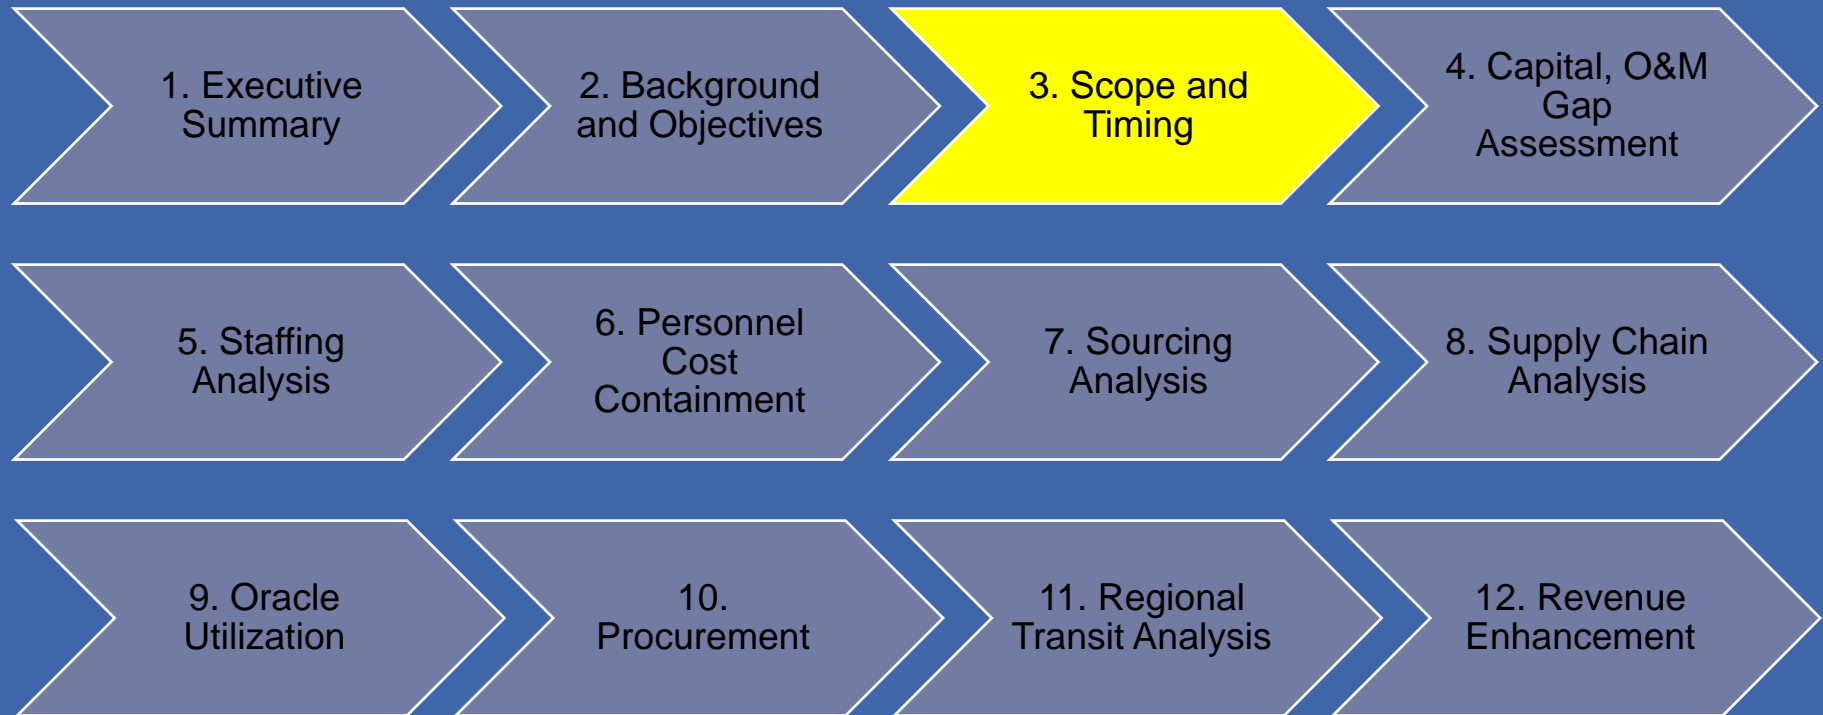 1. Executive
Summary
2. Background
and Objectives
3. Scope and
Timing
4. Capital, O&M
Gap
Assessment
5. Staffing
Analysis
6. Personnel
Cost
Containment
7. Sourcing
Analysis
8. Supply Chain
Analysis
9. Oracle
Utilization
10.
Procurement
11. Regional
Transit Analysis
12. Revenue
Enhancement